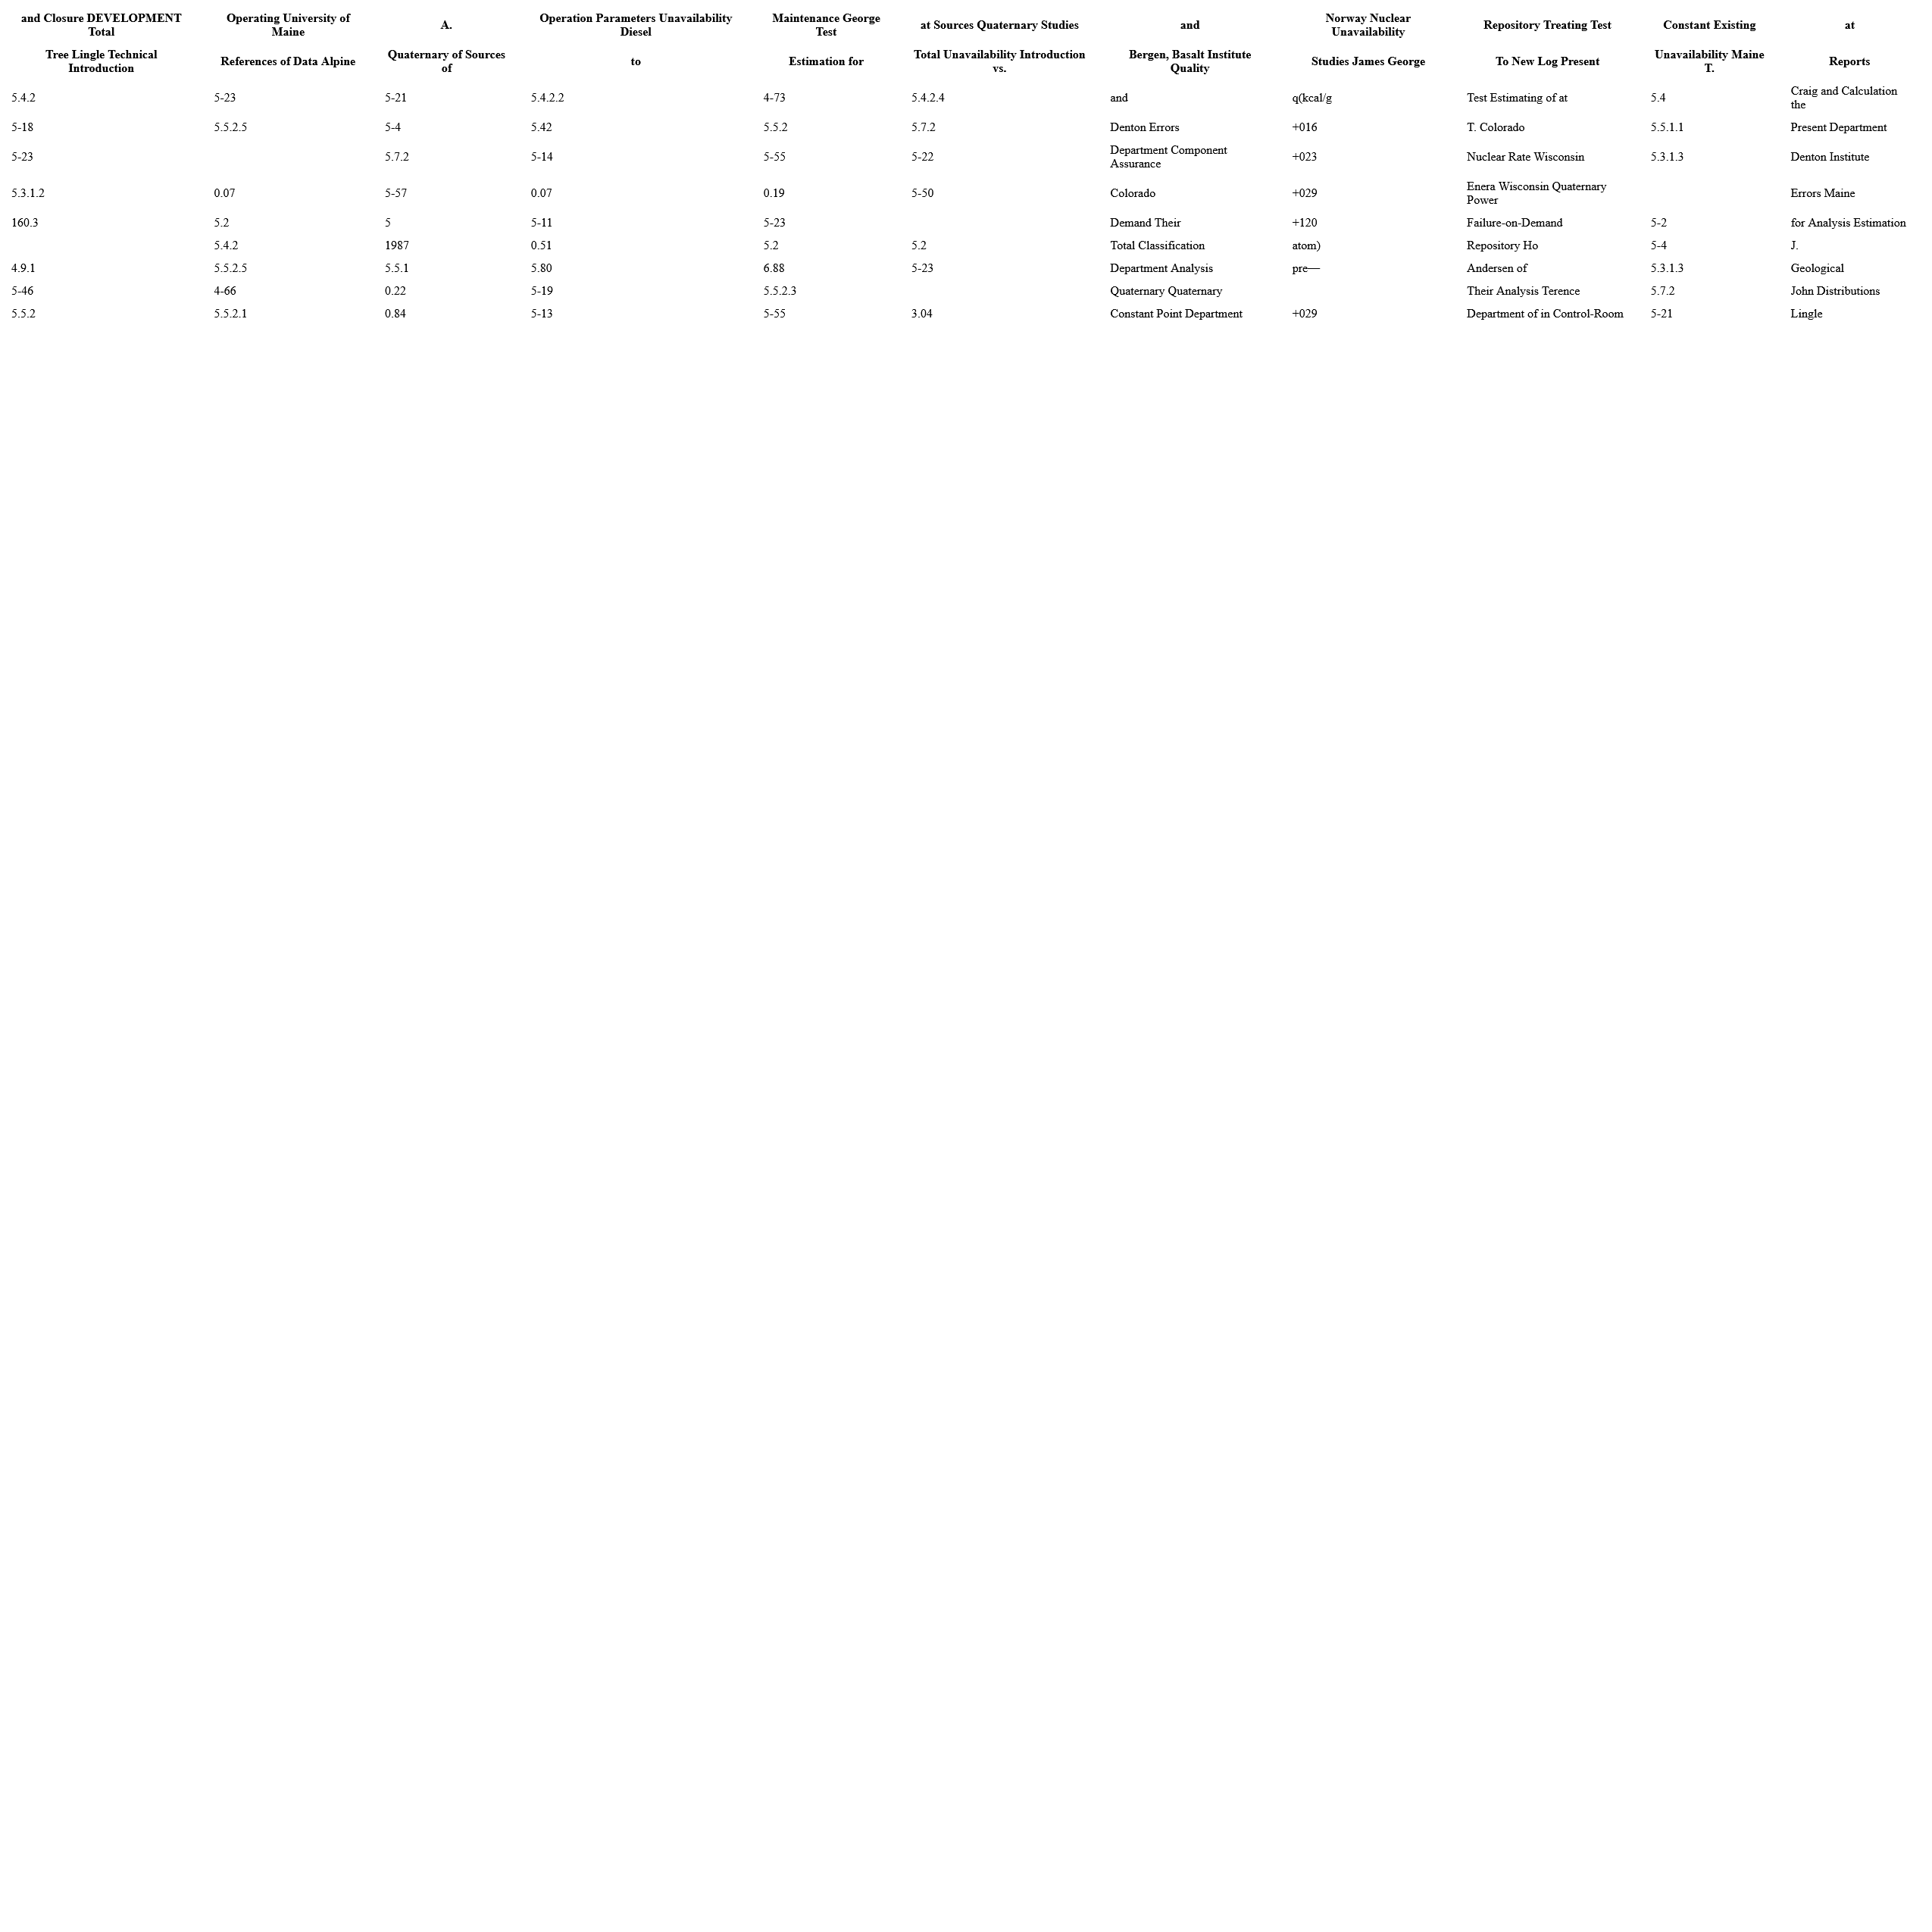 and Closure DEVELOPMENT Total Operating University of Maine A. Operation Parameters Unavailability Diesel Maintenance George Test at Sources Quaternary Studies and Norway Nuclear Unavailability Repository Treating Test Constant Existing at
Tree Lingle Technical Introduction References of Data Alpine Quaternary of Sources of to Estimation for Total Unavailability Introduction vs. Bergen, Basalt Institute Quality Studies James George To New Log Present Unavailability Maine T. Reports
5.4.2 5-23 5-21 5.4.2.2 4-73 5.4.2.4 and q(kcal/g Test Estimating of at 5.4 Craig and Calculation the
5-18 5.5.2.5 5-4 5.42 5.5.2 5.7.2 Denton Errors +016 T. Colorado 5.5.1.1 Present Department
5-23 5.7.2 5-14 5-55 5-22 Department Component Assurance +023 Nuclear Rate Wisconsin 5.3.1.3 Denton Institute
5.3.1.2 0.07 5-57 0.07 0.19 5-50 Colorado +029 Enera Wisconsin Quaternary Power Errors Maine
160.3 5.2 5 5-11 5-23 Demand Their +120 Failure-on-Demand 5-2 for Analysis Estimation
5.4.2 1987 0.51 5.2 5.2 Total Classification atom) Repository Ho 5-4 J.
4.9.1 5.5.2.5 5.5.1 5.80 6.88 5-23 Department Analysis pre— Andersen of 5.3.1.3 Geological
5-46 4-66 0.22 5-19 5.5.2.3 Quaternary Quaternary Their Analysis Terence 5.7.2 John Distributions
5.5.2 5.5.2.1 0.84 5-13 5-55 3.04 Constant Point Department +029 Department of in Control-Room 5-21 Lingle